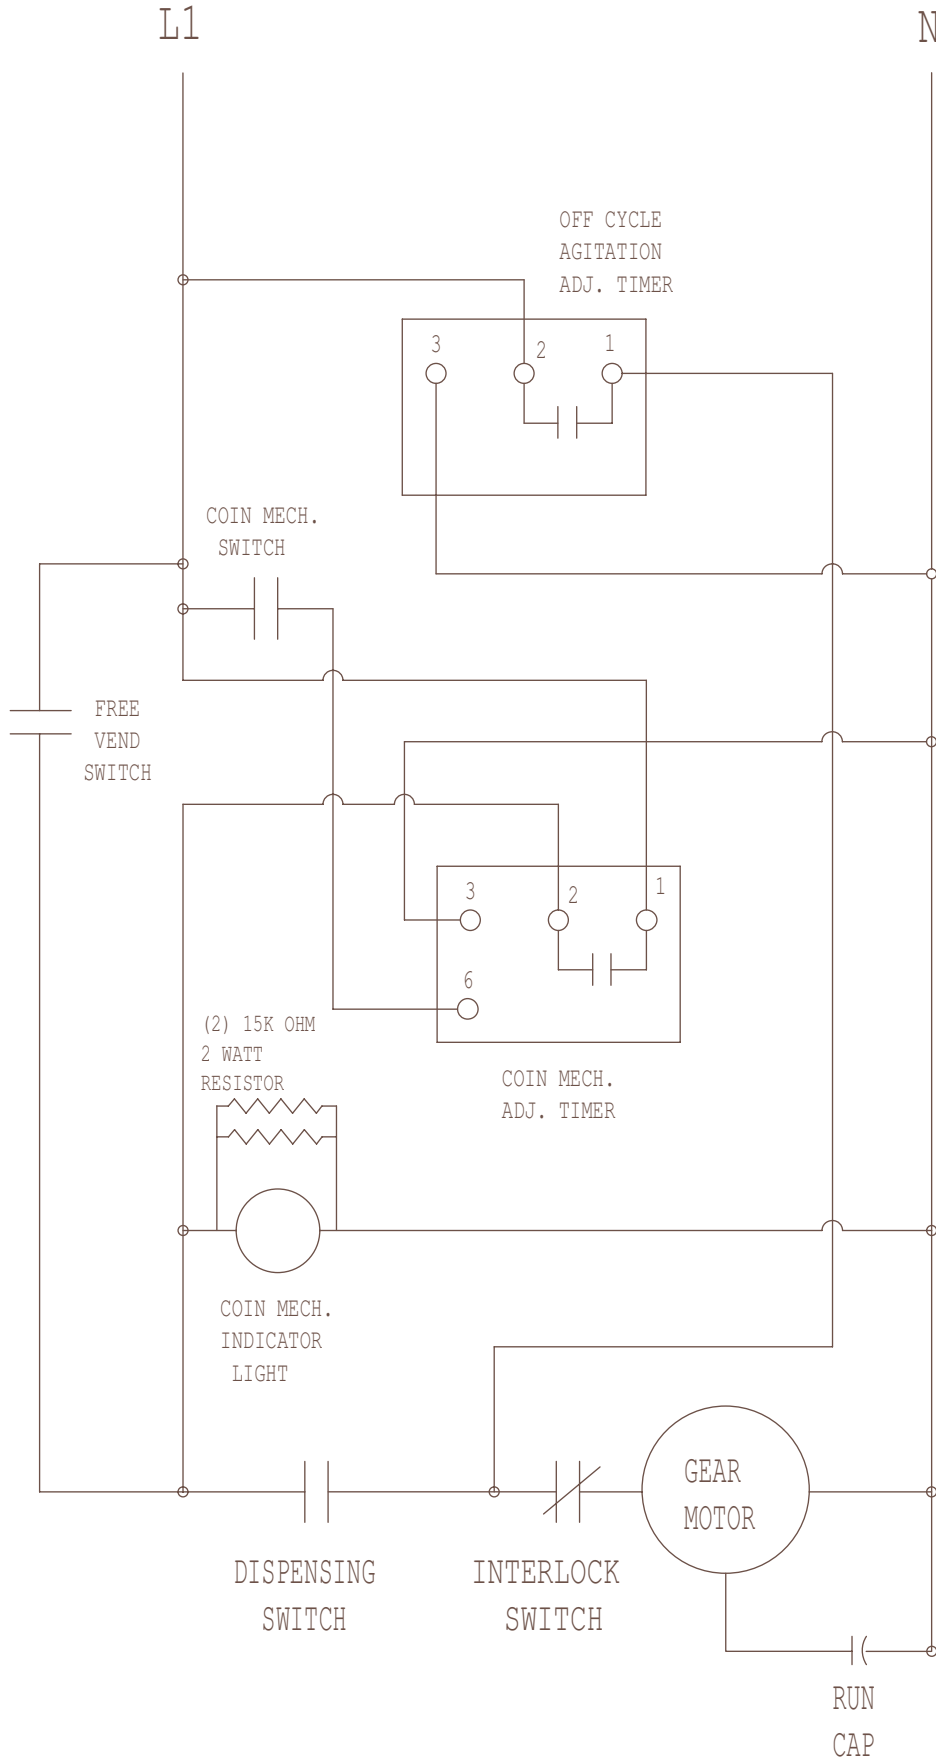 L1
N
OFF CYCLE
AGITATION
ADJ. TIMER
3
2
1
COIN MECH.
SWITCH
FREE
VEND
SWITCH
3
2
1
6
(2) 15K OHM
2 WATT
RESISTOR
COIN MECH.
ADJ. TIMER
COIN MECH.
INDICATOR
LIGHT
GEAR
MOTOR
DISPENSING
SWITCH
INTERLOCK
SWITCH
RUN
CAP